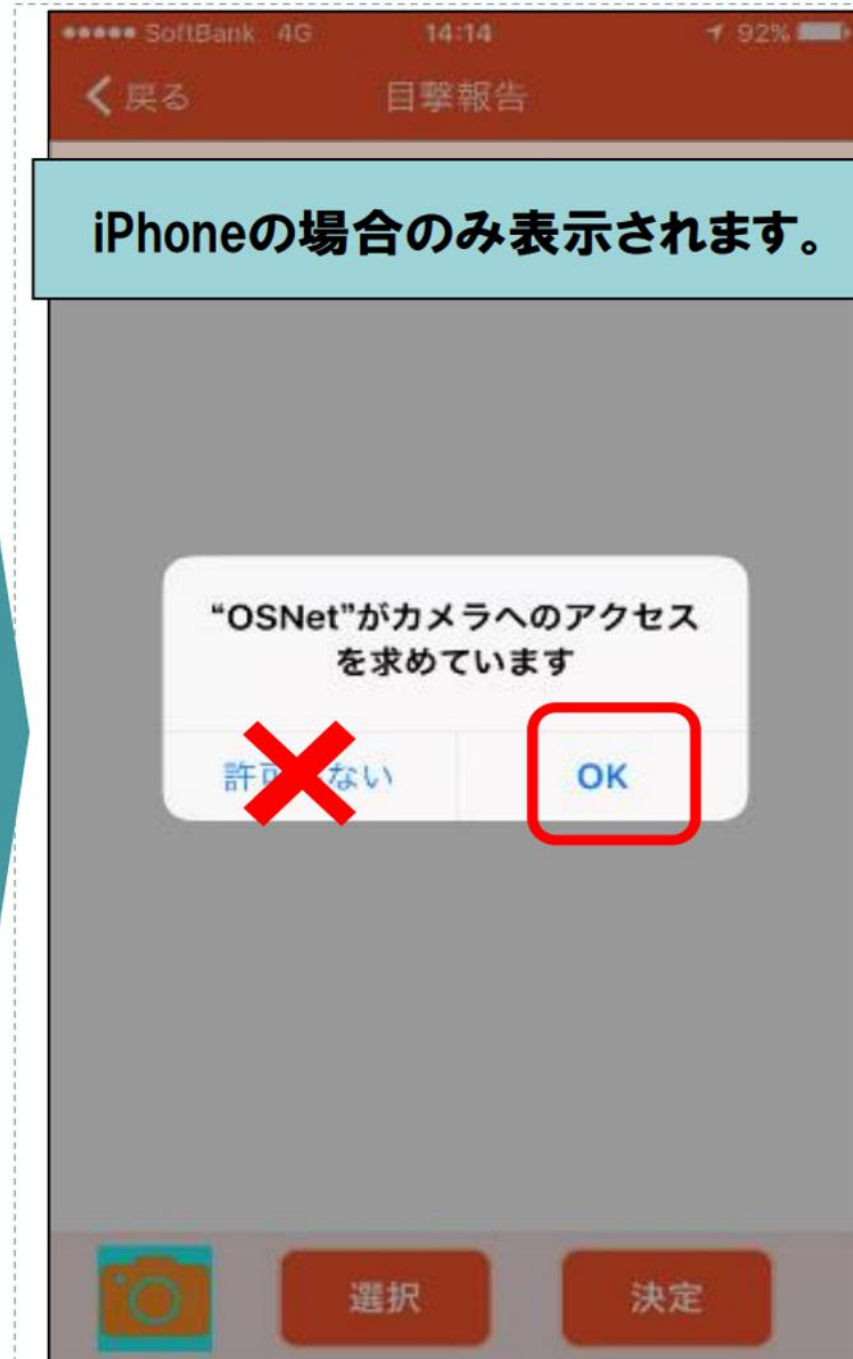 SoftBank 4G 14:14 92%
戻る 目撃報告
iPhoneの場合のみ表示されます。
“OSNet”がカメラへのアクセス
を求めています
許可 ない OK
選択 決定